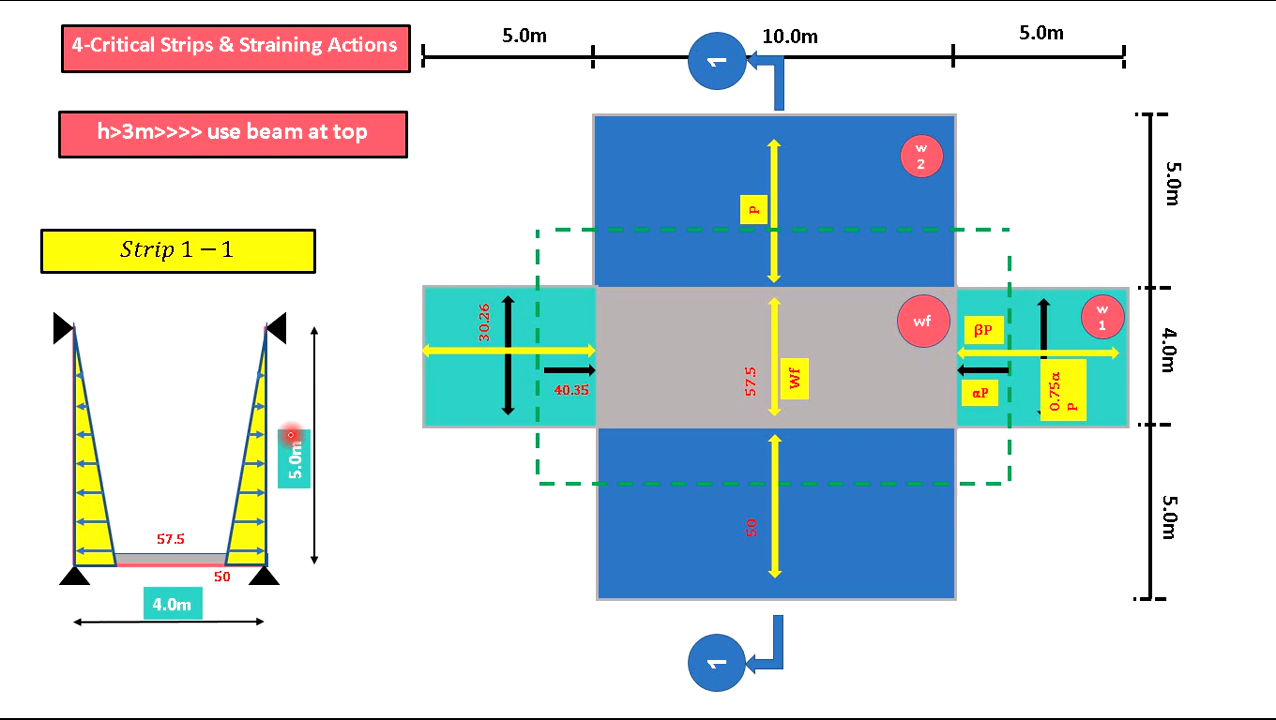 4-Critical Strips & Straining Actions
h>3m>>>> use beam at top
Strip 1 − 1
57.5
50
4.0m
5.0m
5.0m
10.0m
5.0m
1
w
2
P
5.0m
30.26
40.35
57.5
Wf
wf
βP
αP
0.75α
P
w
1
4.0m
50
5.0m
1